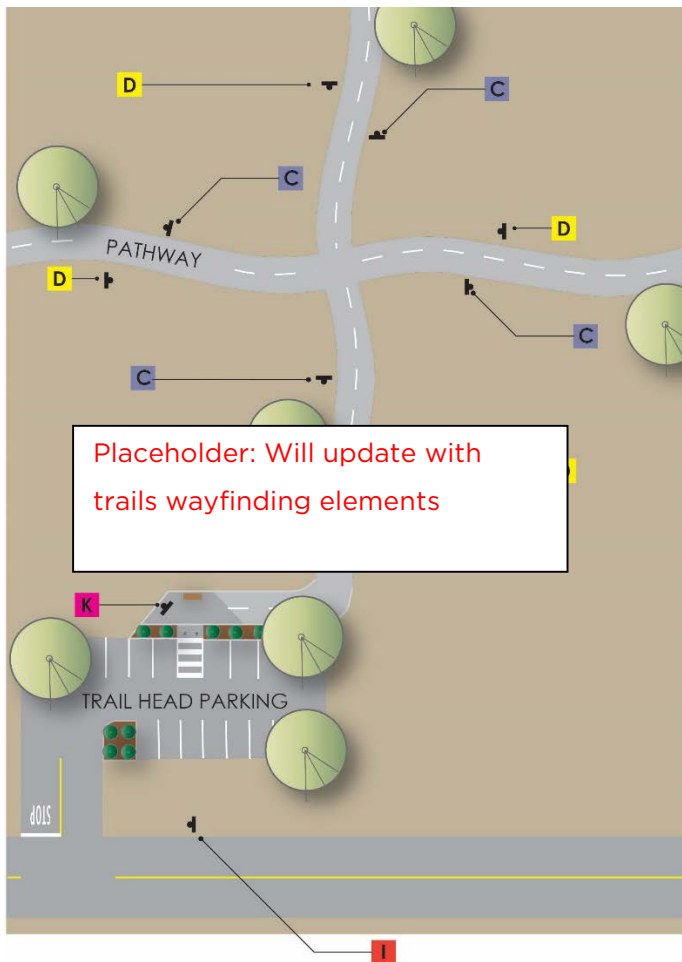 D
C
C
PATHWAY
D
D
C
C
Placeholder: Will update with
trails wayfinding elements
K
TRAIL HEAD PARKING
STOP
I